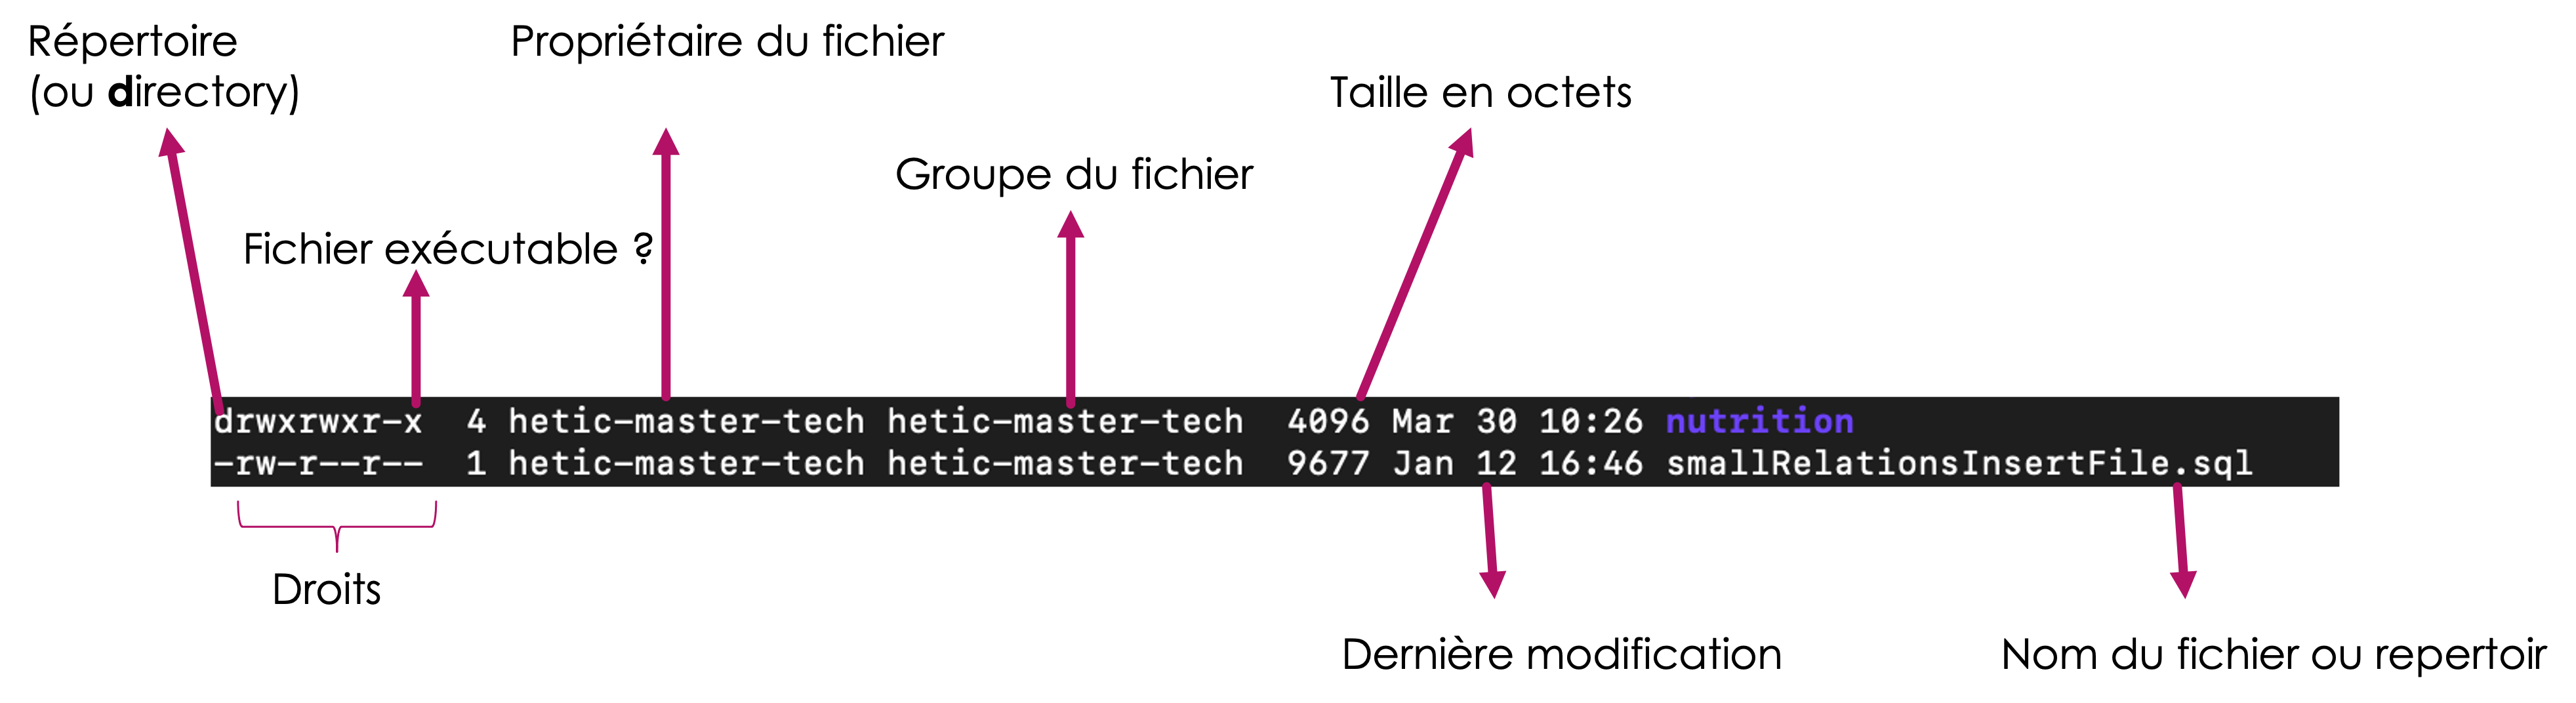 Répertoire
(ou directory)
Propriétaire du fichier
Taille en octets
Groupe du fichier
Fichier exécutable ?
drwxrwxr-x  4 hetic-master-tech hetic-master-tech  4096 Mar 30 10:26 nutrition
-rw-r--r--  1 hetic-master-tech hetic-master-tech  9677 Jan 12 16:46 smallRelationsInsertFile.sql
Droits
Dernière modification
Nom du fichier ou repertoir